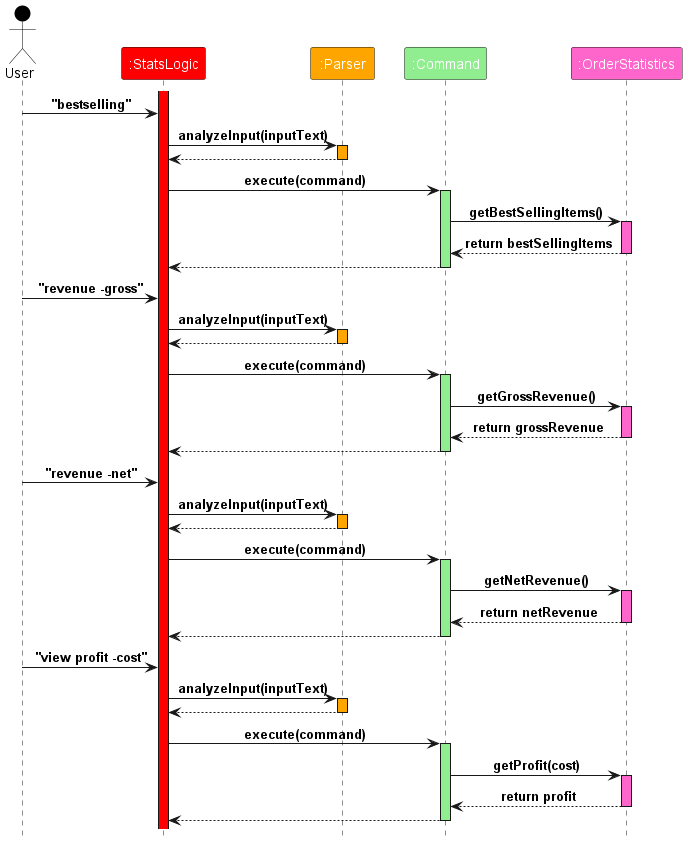 User
:StatsLogic
:Parser
:Command
:OrderStatistics
"bestselling"
analyzeInput(inputText)
execute(command)
getBestSellingItems()
return bestSellingItems
"revenue -gross"
analyzeInput(inputText)
execute(command)
getGrossRevenue()
return grossRevenue
"revenue -net"
analyzeInput(inputText)
execute(command)
getNetRevenue()
return netRevenue
"view profit -cost"
analyzeInput(inputText)
execute(command)
getProfit(cost)
return profit